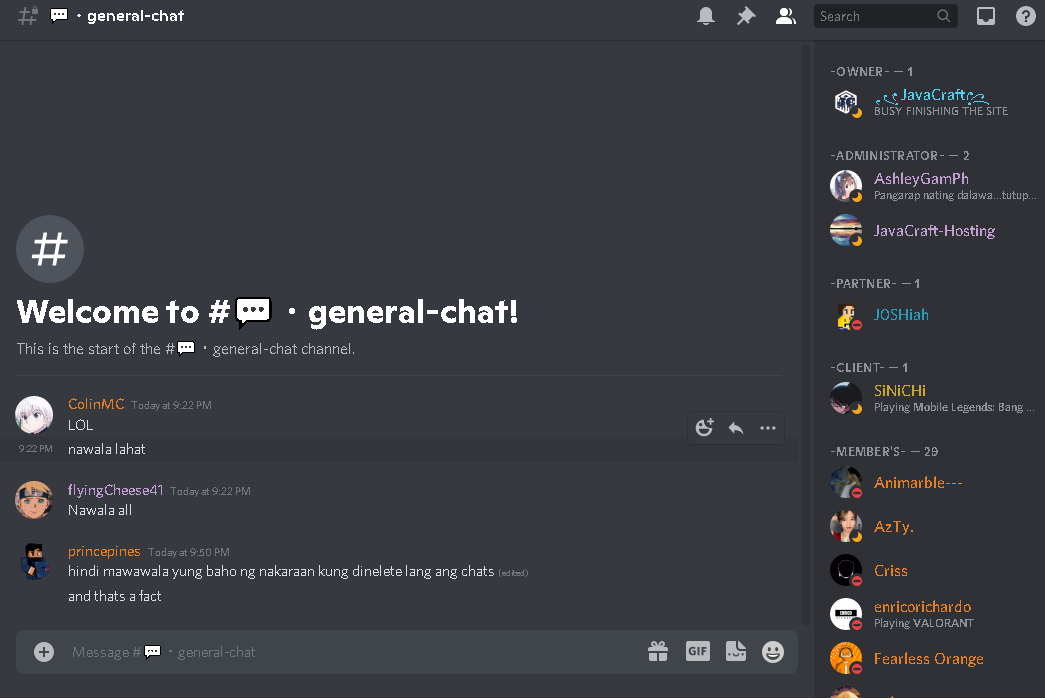 # 💬 • general-chat
Search
Welcome to #💬 • general-chat!
This is the start of the #💬 • general-chat channel.
ColinMC Today at 9:22 PM
LOL
9:22 PM nawala lahat
flyingCheese41 Today at 9:22 PM
Nawala all
princepines Today at 9:50 PM
hindi mawawala yung baho ng nakaraan kung dinelete lang ang chats (edited)
and thats a fact
Message #💬 • general-chat
GIF
-OWNER- — 1
JavaCraft
BUSY FINISHING THE SITE
-ADMINISTRATOR- — 2
AshleyGamPh
Pangarap nating dalawa...tutup...
JavaCraft-Hosting
-PARTNER- — 1
JOSHiah
-CLIENT- — 1
SiNiCHi
Playing Mobile Legends: Bang ...
-MEMBER'S- — 29
Animarble---
AzTy.
Criss
enricorichardo
Playing VALORANT
Fearless Orange